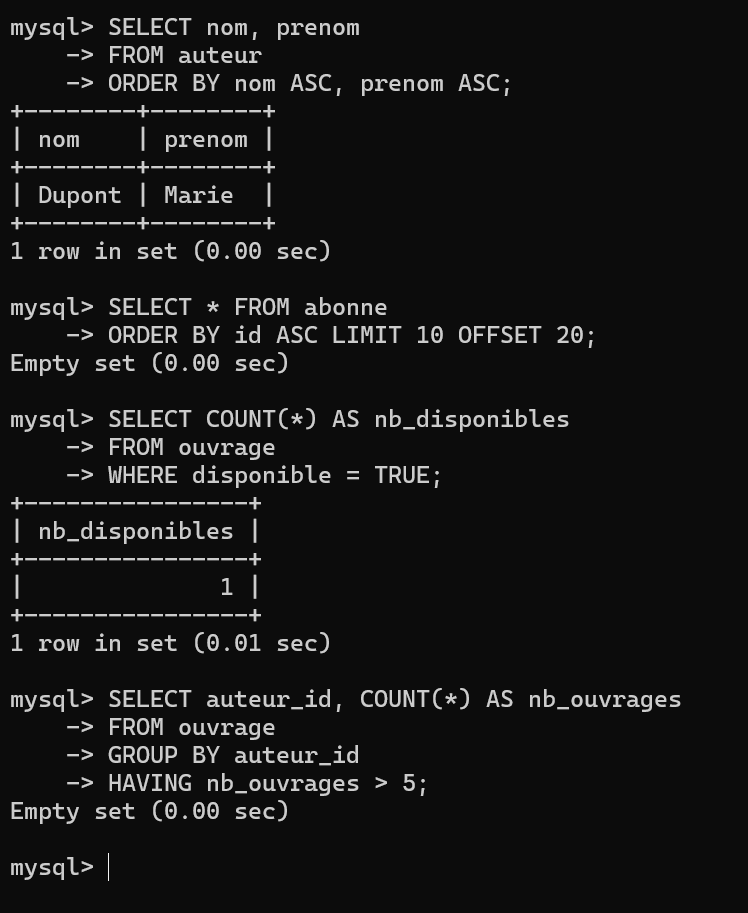 mysql> SELECT nom, prenom
    -> FROM auteur
    -> ORDER BY nom ASC, prenom ASC;
+--------+--------+
| nom    | prenom |
+--------+--------+
| Dupont | Marie  |
+--------+--------+
1 row in set (0.00 sec)

mysql> SELECT * FROM abonne
    -> ORDER BY id ASC LIMIT 10 OFFSET 20;
Empty set (0.00 sec)

mysql> SELECT COUNT(*) AS nb_disponibles
    -> FROM ouvrage
    -> WHERE disponible = TRUE;
+----------------+
| nb_disponibles |
+----------------+
|              1 |
+----------------+
1 row in set (0.01 sec)

mysql> SELECT auteur_id, COUNT(*) AS nb_ouvrages
    -> FROM ouvrage
    -> GROUP BY auteur_id
    -> HAVING nb_ouvrages > 5;
Empty set (0.00 sec)

mysql>